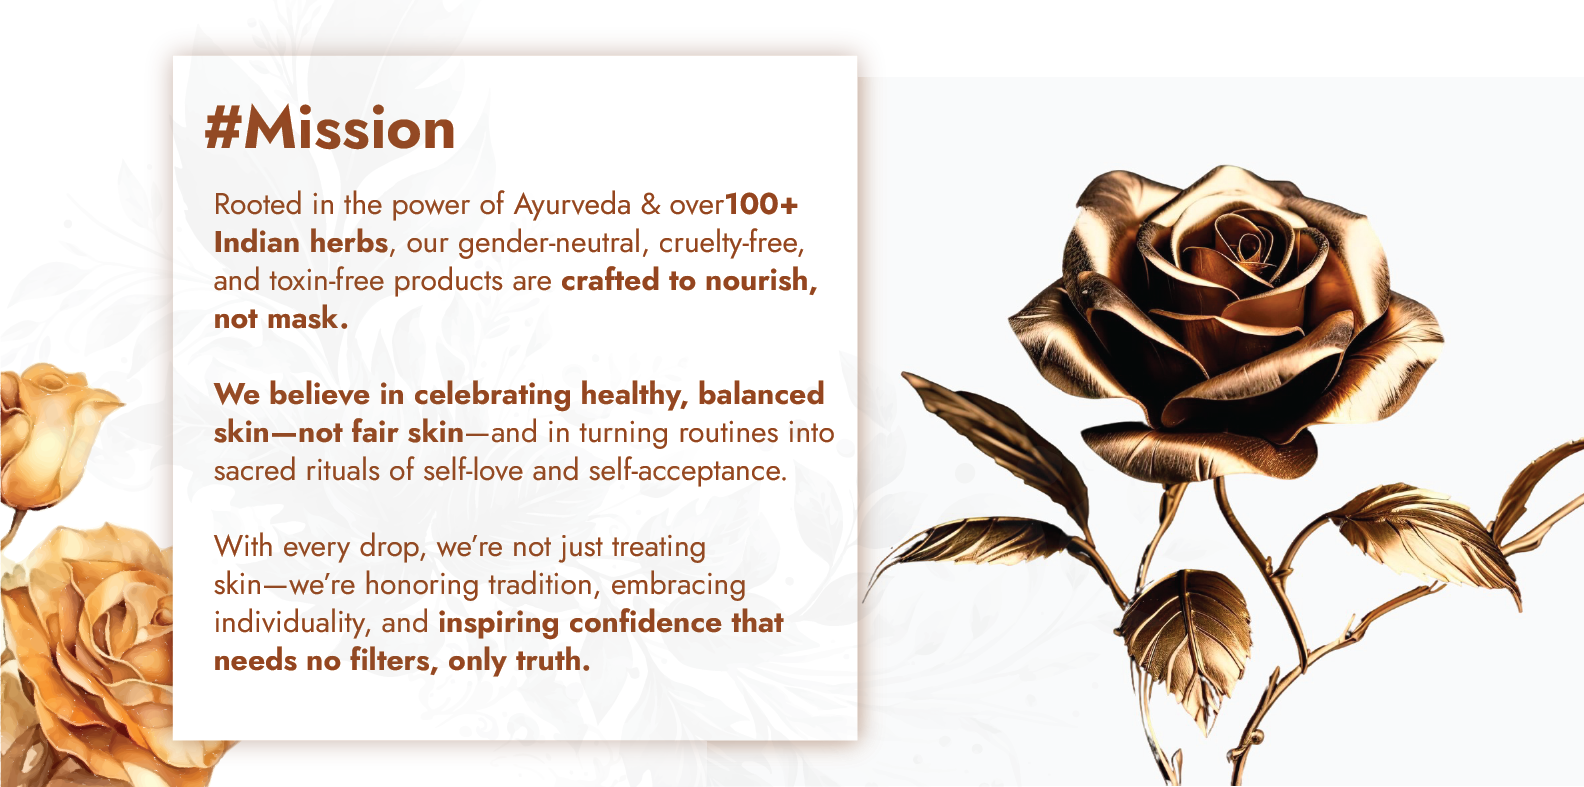 #Mission
Rooted in the power of Ayurveda & over100+
Indian herbs, our gender-neutral, cruelty-free,
and toxin-free products are crafted to nourish,
not mask.
We believe in celebrating healthy, balanced
skin—not fair skin—and in turning routines into
sacred rituals of self-love and self-acceptance.
With every drop, we’re not just treating
skin—we’re honoring tradition, embracing
individuality, and inspiring confidence that
needs no filters, only truth.